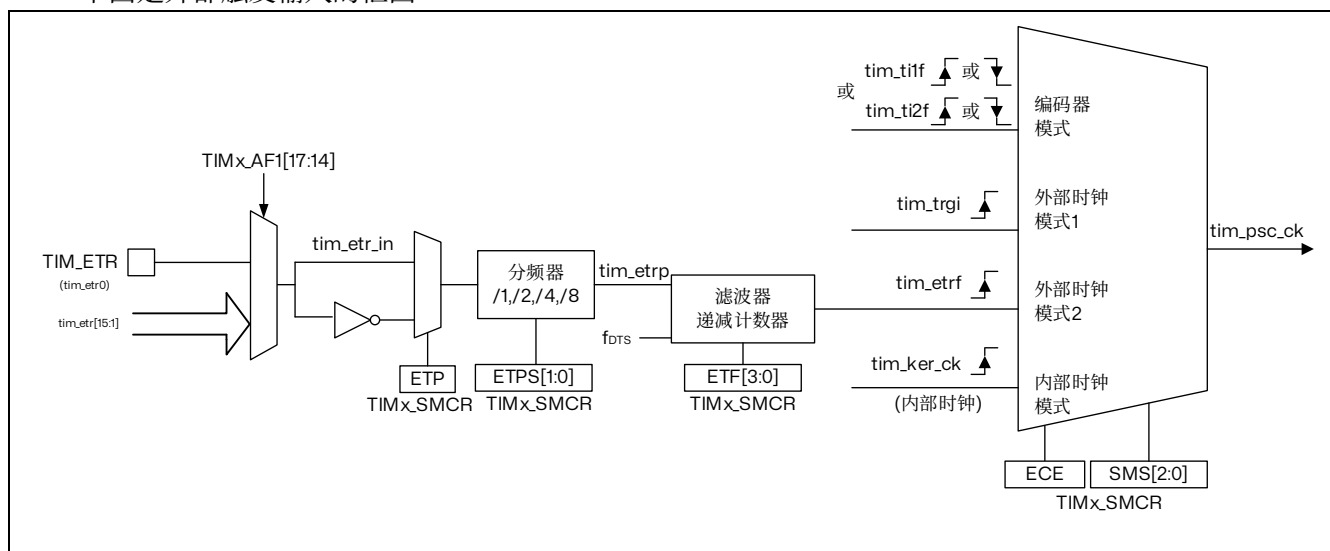 tim_ti1f 或
或
tim_ti2f 或
编码器
模式
TIMx_AF1[17:14]
tim_trgi
外部时钟
模式1
tim_psc_ck
TIM_ETR
(tim_etr0)
tim_etr[15:1]
tim_etr_in
分频器
/1,/2,/4,/8
tim_etrp
滤波器
递减计数器
fDTS
tim_etrf
外部时钟
模式2
tim_ker_ck
(内部时钟)
内部时钟
模式
ETP
TIMx_SMCR
ETPS[1:0]
TIMx_SMCR
ETF[3:0]
TIMx_SMCR
ECE
SMS[2:0]
TIMx_SMCR